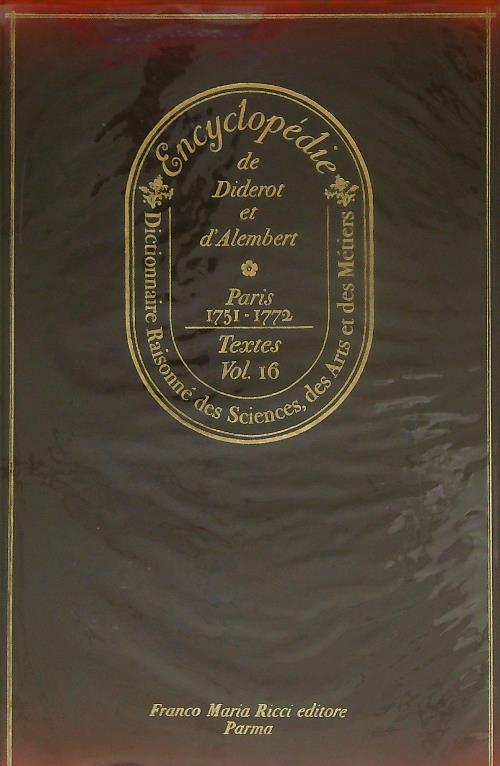 Encyclopédie
de
Diderot
et
d'Alembert
Paris
1751-1772
Textes
Vol. 16
Dictionnaire Raisonné des Sciences, des Arts et des Métiers
Franco Maria Ricci editore
Parma